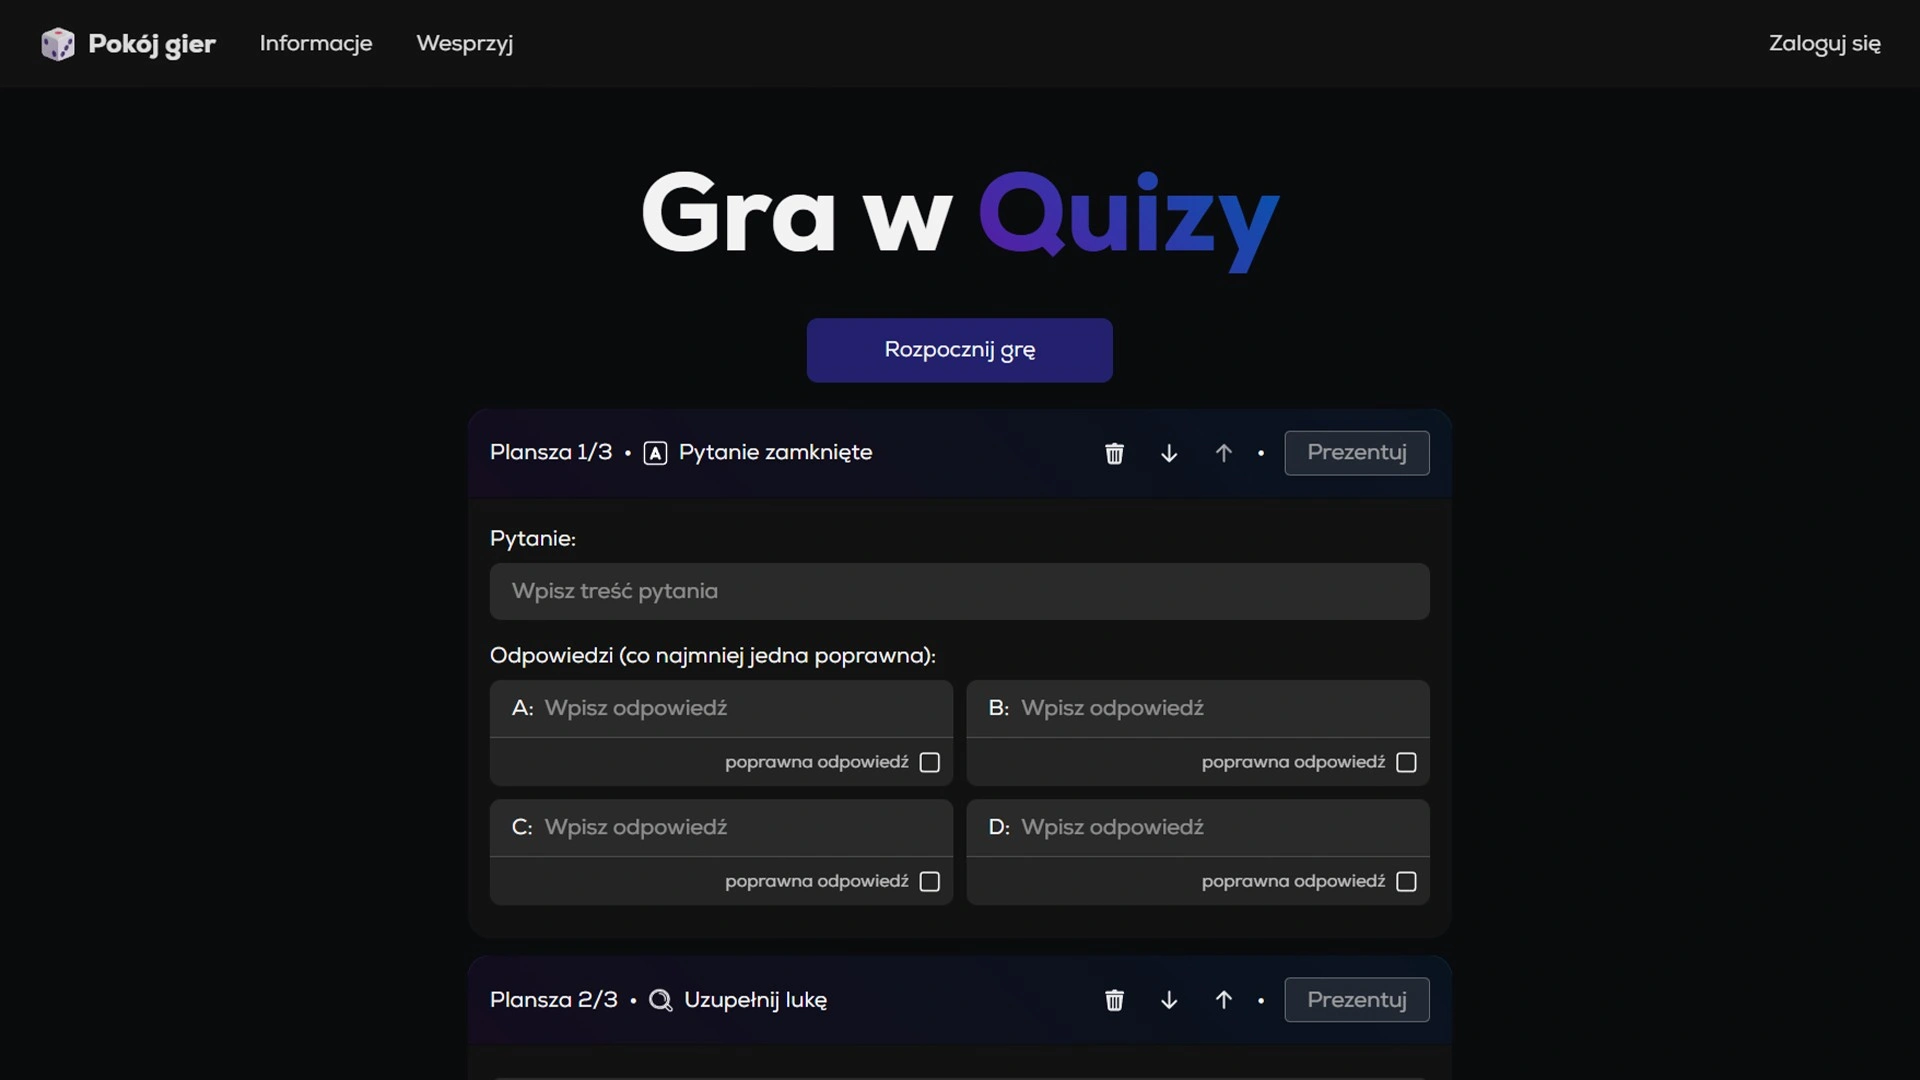 Pokój gier
Informacje
Wesprzyj
Zaloguj się
Gra w Quizy
Rozpocznij grę
Plansza 1/3 • A Pytanie zamknięte
• Prezentuj
Pytanie:
Wpisz treść pytania
Odpowiedzi (co najmniej jedna poprawna):
A: Wpisz odpowiedź
B: Wpisz odpowiedź
poprawna odpowiedź
poprawna odpowiedź
C: Wpisz odpowiedź
D: Wpisz odpowiedź
poprawna odpowiedź
poprawna odpowiedź
Plansza 2/3 • Uzupełnij lukę
• Prezentuj